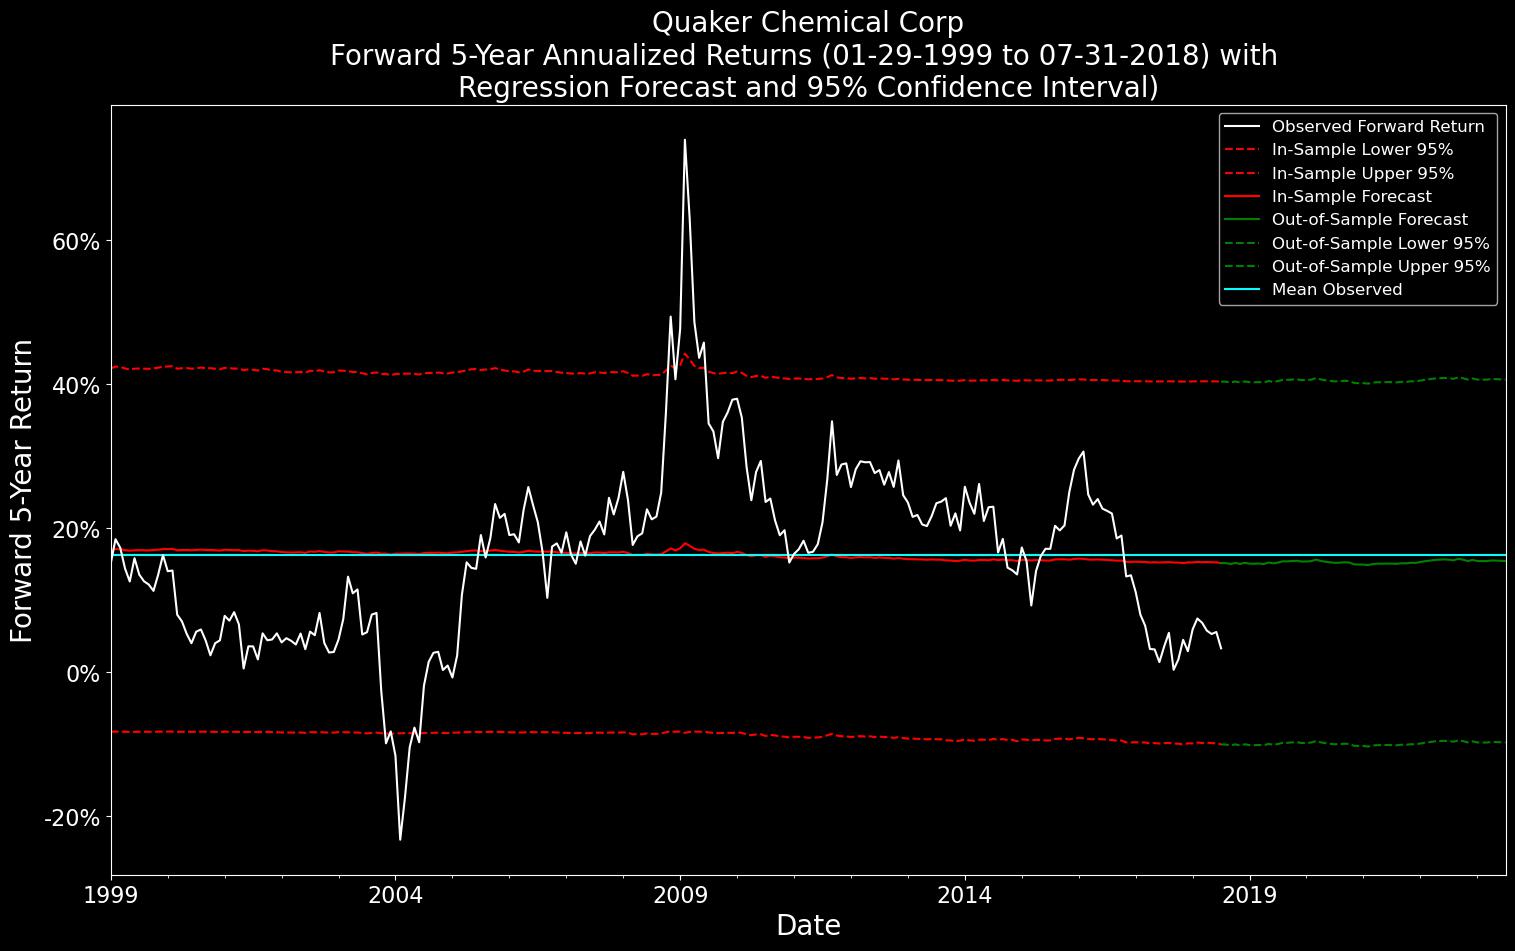 Quaker Chemical Corp
Forward 5-Year Annualized Returns (01-29-1999 to 07-31-2018) with
Regression Forecast and 95% Confidence Interval)
Observed Forward Return
In-Sample Lower 95%
In-Sample Upper 95%
In-Sample Forecast
Out-of-Sample Forecast
Out-of-Sample Lower 95%
Out-of-Sample Upper 95%
Mean Observed
Forward 5-Year Return
60%
40%
20%
0%
-20%
1999 2004 2009 2014 2019
Date